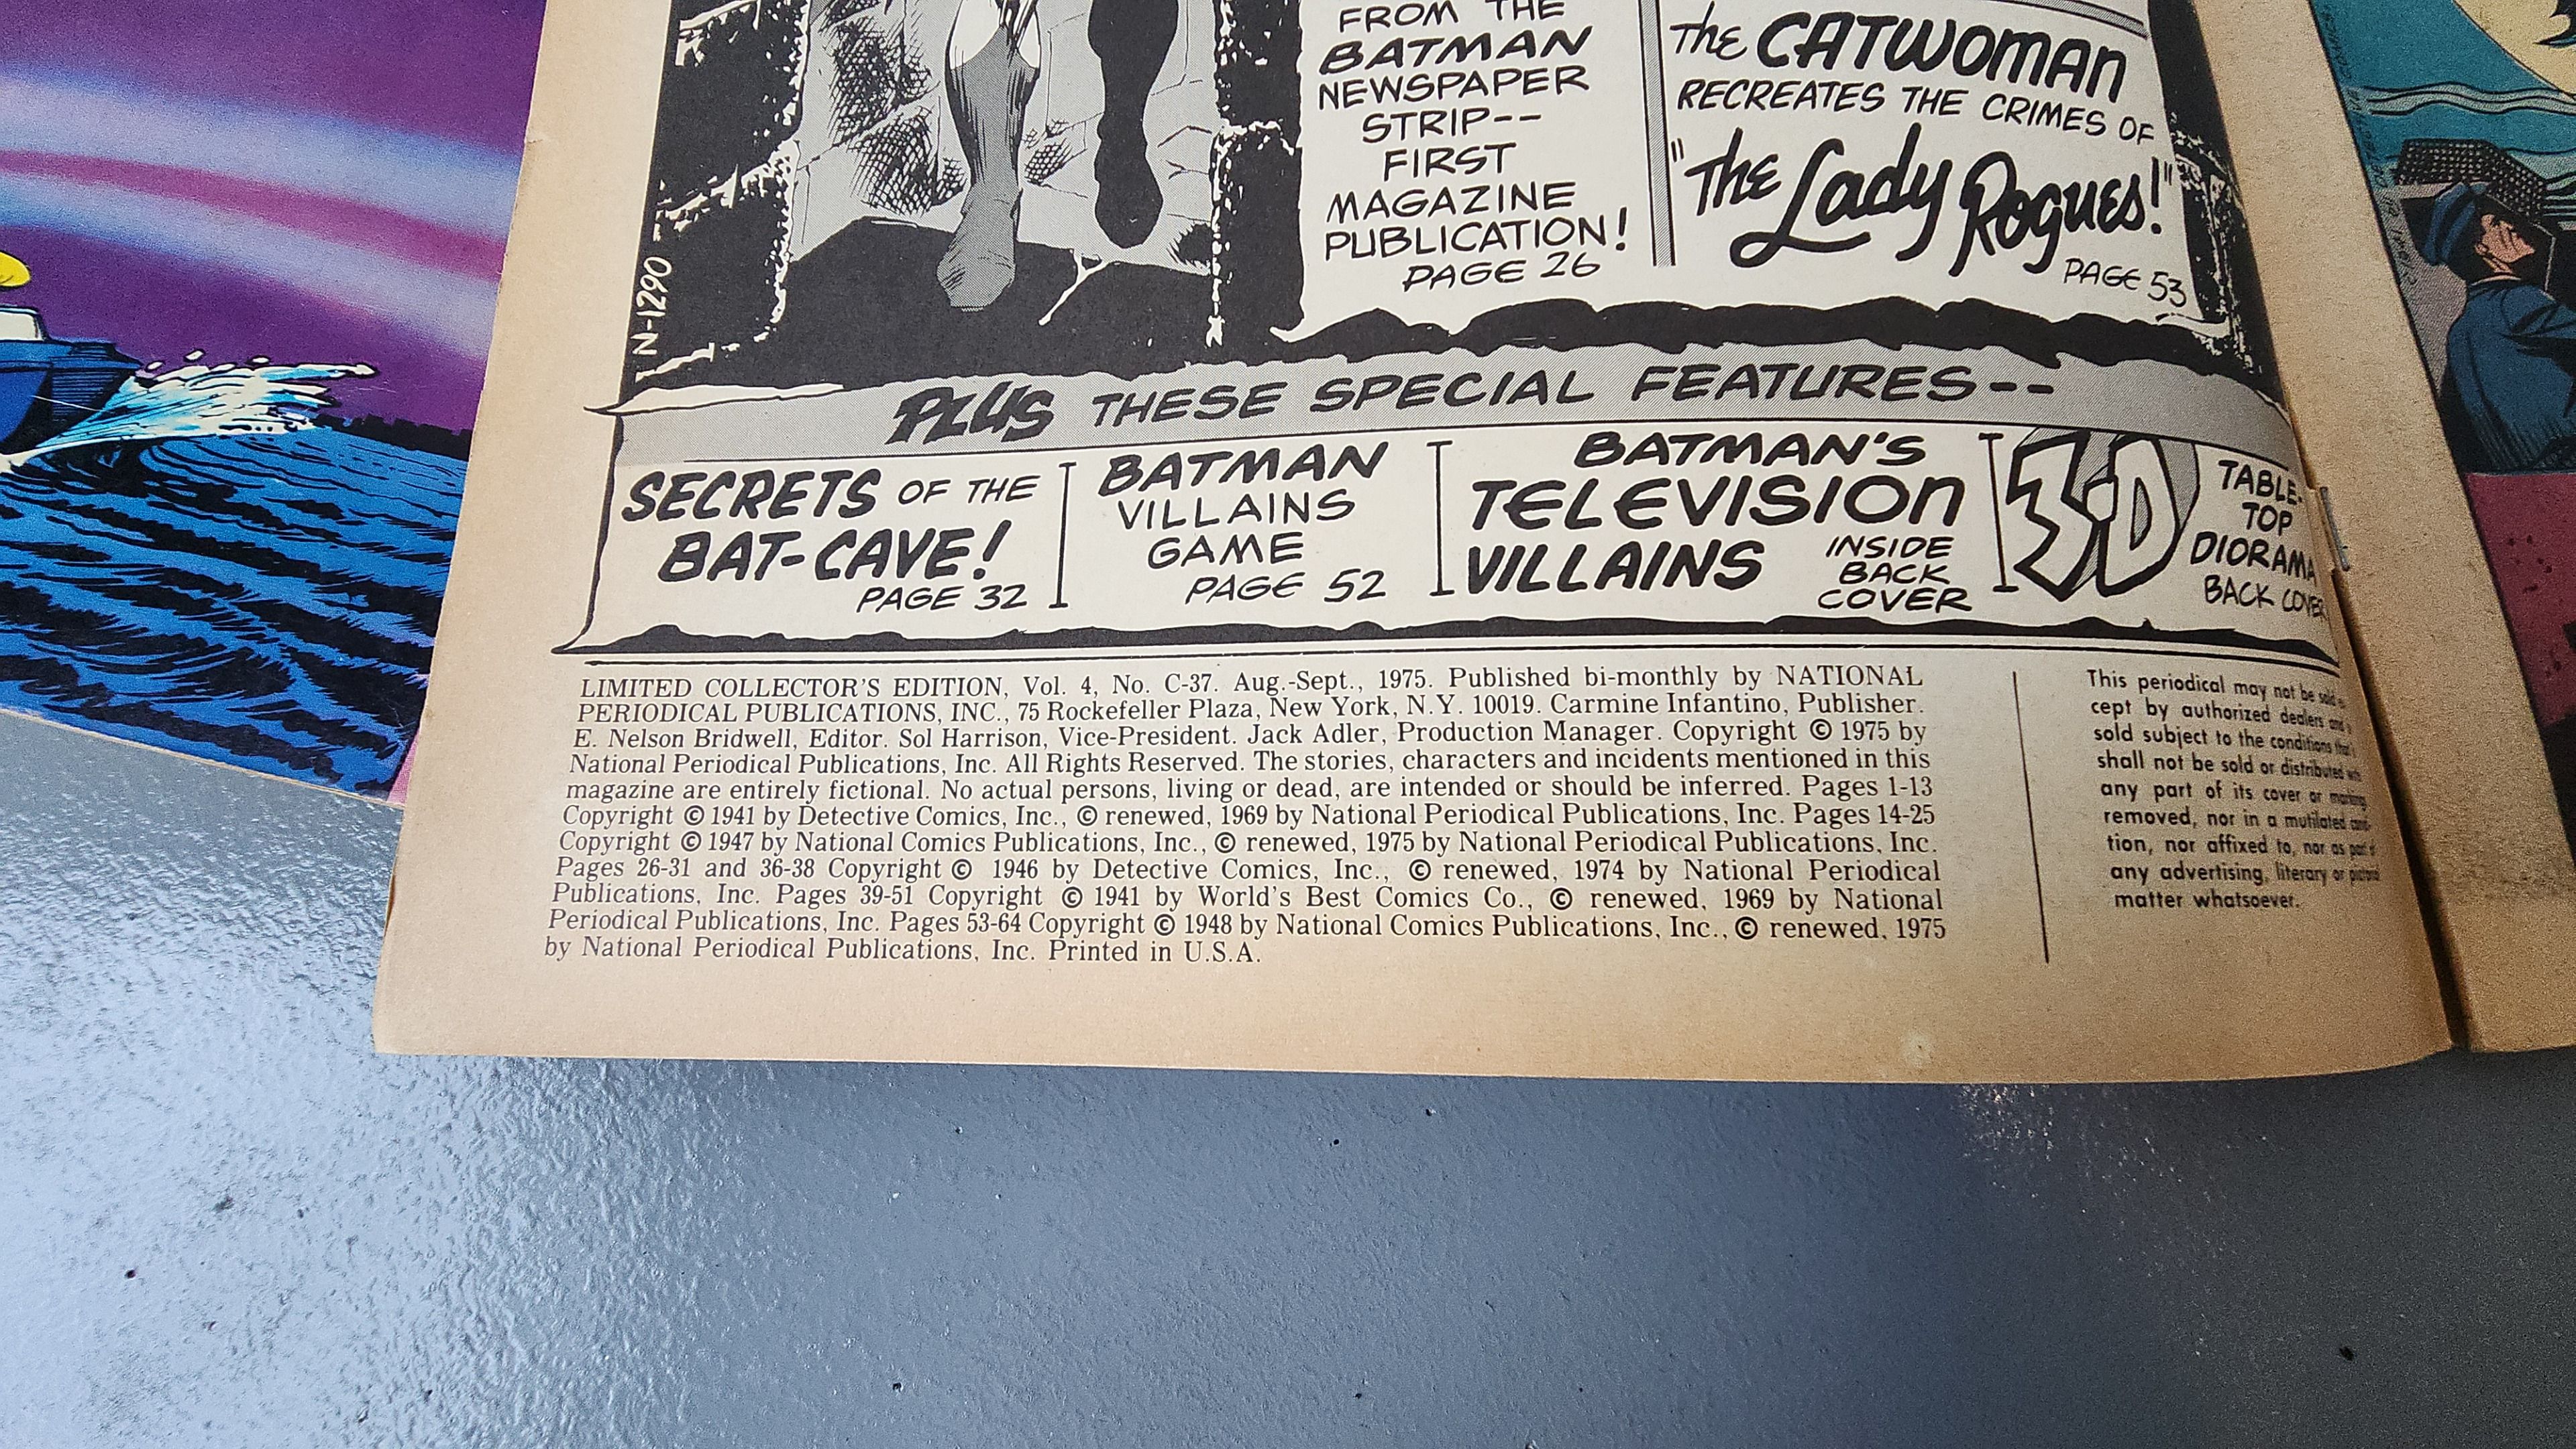 FROM THE
BATMAN
NEWSPAPER
STRIP--
FIRST
MAGAZINE
PUBLICATION!
PAGE 26
The CATWOMAN
RECREATES THE CRIMES OF
"The Lady Rogues!"
PAGE 53
N-1290
PLUS THESE SPECIAL FEATURES--
SECRETS OF THE
BAT-CAVE!
PAGE 32
BATMAN
VILLAINS
GAME
PAGE 52
BATMAN'S
TELEVISION
VILLAINS
INSIDE
BACK
COVER
3-D
TABLE-
TOP
DIORAMA
BACK COVER
LIMITED COLLECTOR'S EDITION, Vol. 4, No. C-37. Aug.-Sept., 1975. Published bi-monthly by NATIONAL
PERIODICAL PUBLICATIONS, INC., 75 Rockefeller Plaza, New York, N.Y. 10019. Carmine Infantino, Publisher.
E. Nelson Bridwell, Editor. Sol Harrison, Vice-President. Jack Adler, Production Manager. Copyright © 1975 by
National Periodical Publications, Inc. All Rights Reserved. The stories, characters and incidents mentioned in this
magazine are entirely fictional. No actual persons, living or dead, are intended or should be inferred. Pages 1-13
Copyright © 1941 by Detective Comics, Inc., © renewed, 1969 by National Periodical Publications, Inc. Pages 14-25
Copyright © 1947 by National Comics Publications, Inc., © renewed, 1975 by National Periodical Publications, Inc.
Pages 26-31 and 36-38 Copyright © 1946 by Detective Comics, Inc., © renewed, 1974 by National Periodical
Publications, Inc. Pages 39-51 Copyright © 1941 by World's Best Comics Co., © renewed, 1969 by National
Periodical Publications, Inc. Pages 53-64 Copyright © 1948 by National Comics Publications, Inc., © renewed, 1975
by National Periodical Publications, Inc. Printed in U.S.A.
This periodical may not be sold
cept by authorized dealers and
sold subject to the conditions that
shall not be sold or distributed with
any part of its cover or marking
removed, nor in a mutilated
tion, nor affixed to, nor as part of
any advertising, literary or pictorial
matter whatsoever.